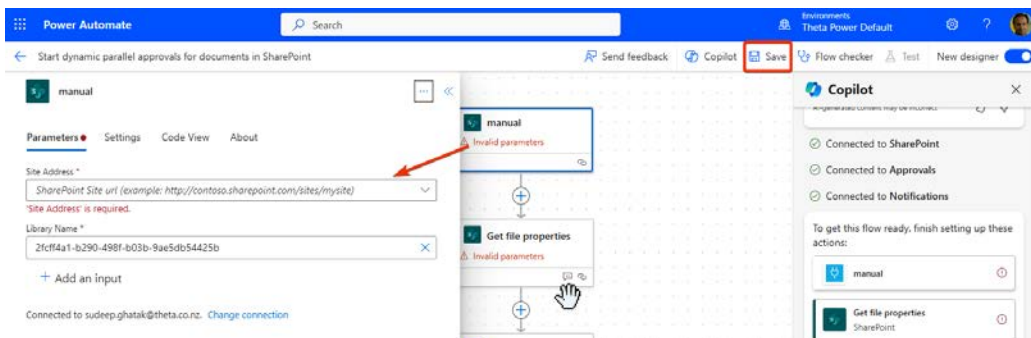 Power Automate
Search
Environments
Theta Power Default
Start dynamic parallel approvals for documents in SharePoint
Send feedback
Copilot
Save
Flow checker
Test
New designer
manual
Parameters
Settings
Code View
About
Site Address *
SharePoint Site url (example: http://contoso.sharepoint.com/sites/mysite)
'Site Address' is required.
Library Name *
2fcff4a1-b290-498f-b03b-9ae5db54425b
+ Add an input
Connected to sudeep.ghatak@theta.co.nz. Change connection
manual
Invalid parameters
Get file properties
Invalid parameters
Copilot
AI-generated content may be incorrect.
Connected to SharePoint
Connected to Approvals
Connected to Notifications
To get this flow ready, finish setting up these
actions:
manual
Get file properties
SharePoint